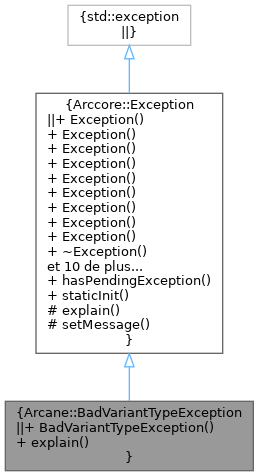 {std::exception
||}
{Arccore::Exception
||+ Exception()
+ Exception()
+ Exception()
+ Exception()
+ Exception()
+ Exception()
+ Exception()
+ Exception()
+ Exception()
+ ~Exception()
et 10 de plus...
+ hasPendingException()
+ staticInit()
# explain()
# setMessage()
}
{Arcane::BadVariantTypeException
||+ BadVariantTypeException()
+ explain()
}